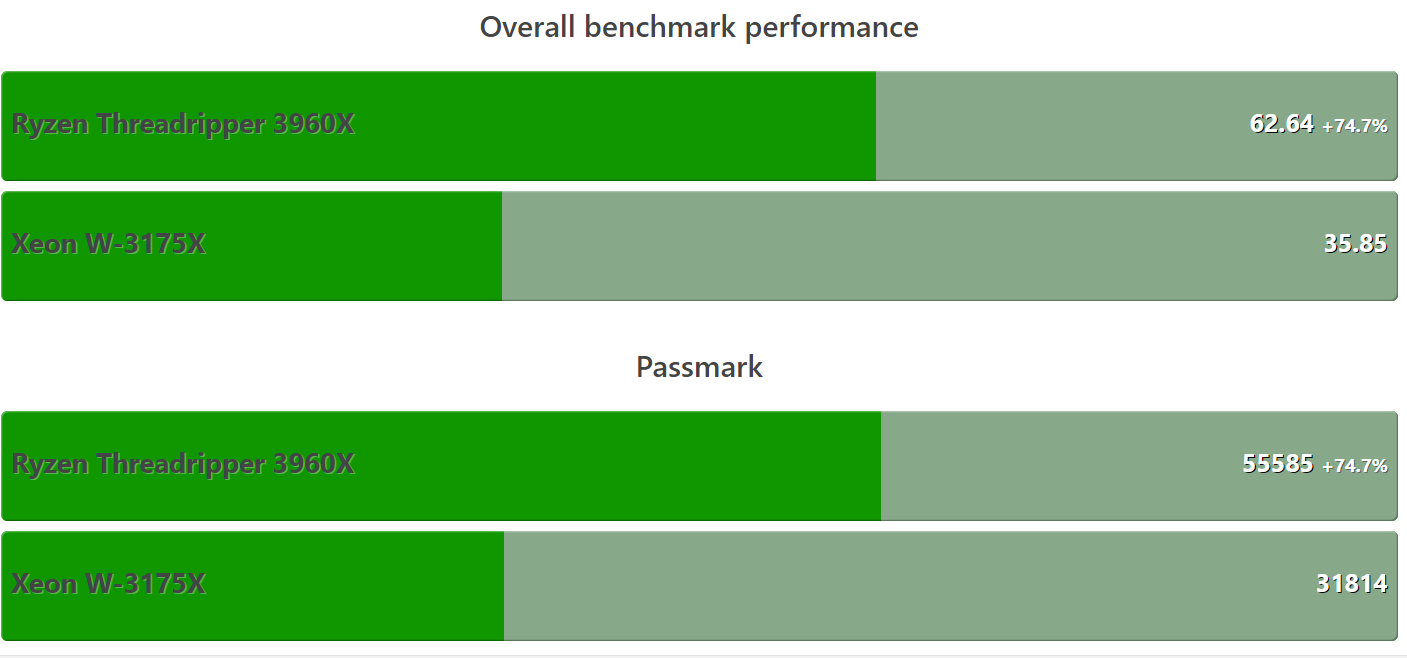 Overall benchmark performance
Ryzen Threadripper 3960X 62.64 +74.7%
Xeon W-3175X 35.85
Passmark
Ryzen Threadripper 3960X 55585 +74.7%
Xeon W-3175X 31814